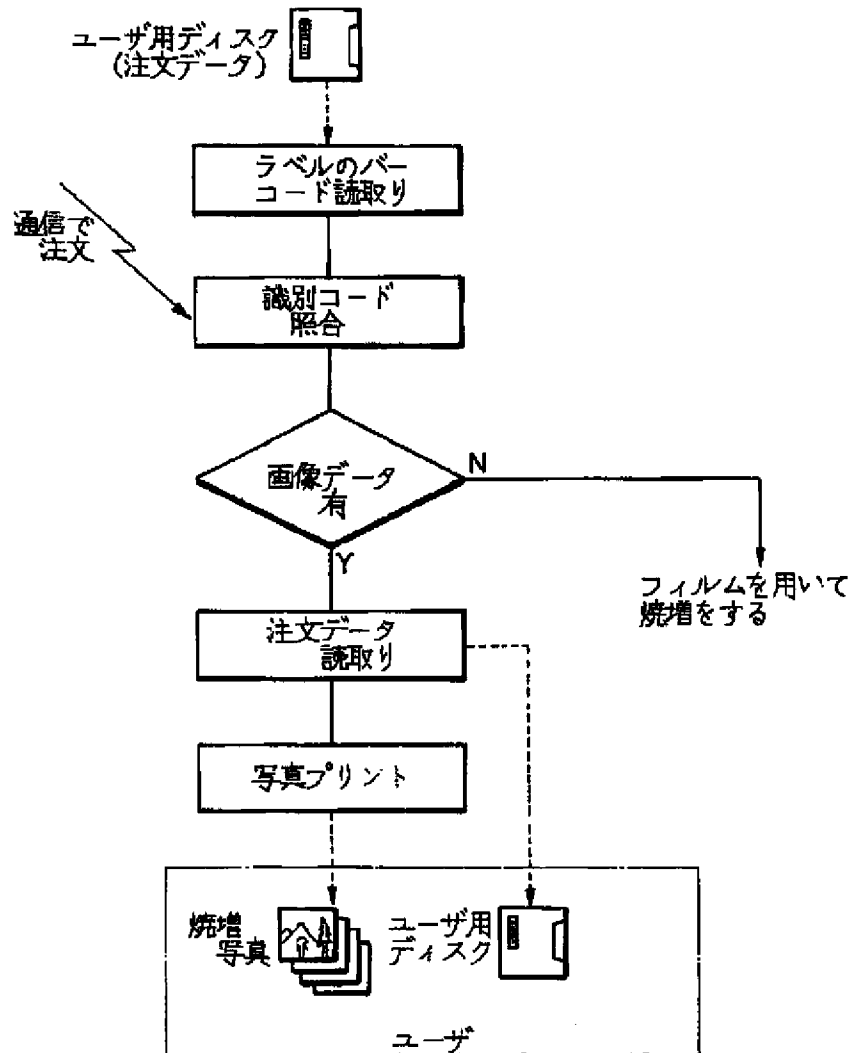 ユーザ用ディスク
(注文データ)
ラベルのバー
コード読取り
通信で
注文
識別コード
照合
画像データ
有
N
Y
フィルムを用いて
焼増をする
注文データ
読取り
写真プリント
焼増
写真
ユーザ用
ディスク
ユーザ